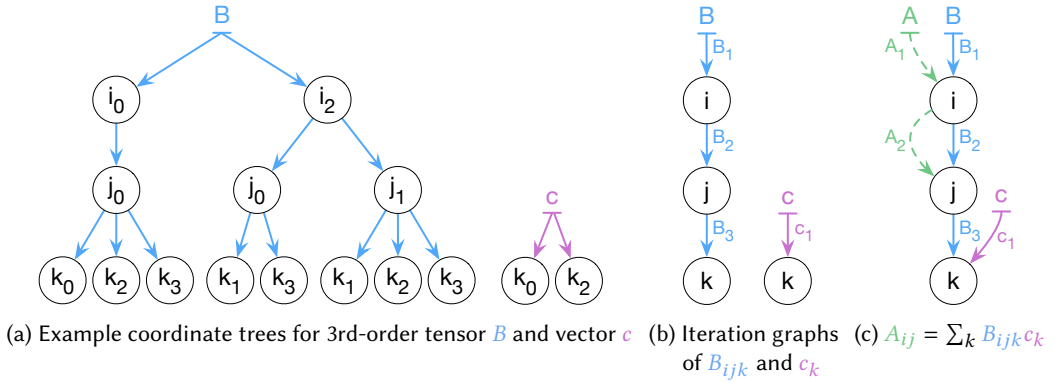 B
i₀ i₂
j₀ j₀ j₁
k₀ k₂ k₃ k₁ k₃ k₁ k₂ k₃
c
k₀ k₂
(a) Example coordinate trees for 3rd-order tensor B and vector c
B
B₁
i
B₂
j
B₃
k
c
c₁
k
(b) Iteration graphs
of Bᵢⱼₖ and cₖ
A B
A₁ B₁
i
A₂ B₂
j
c
B₃ c₁
k
(c) Aᵢⱼ = ∑ₖ Bᵢⱼₖcₖ